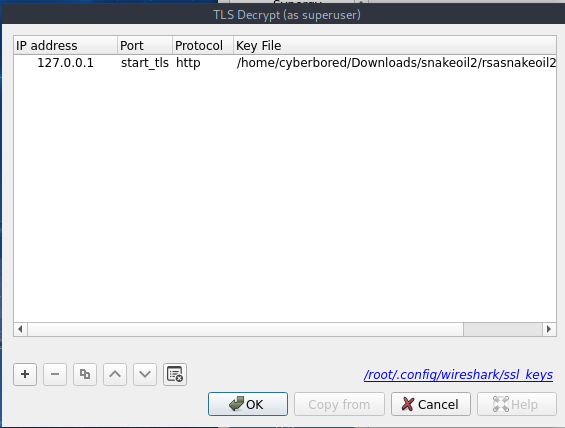 TLS Decrypt (as superuser)
IP address Port Protocol Key File
127.0.0.1 start_tls http /home/cyberbored/Downloads/snakeoil2/rsasnakeoil2
/root/.config/wireshark/ssl_keys
OK Copy from Cancel Help